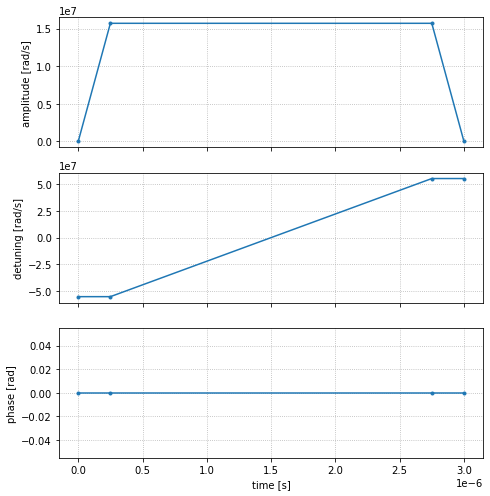 1e7
1.5
1.0
0.5
0.0
amplitude [rad/s]
1e7
5.0
2.5
0.0
−2.5
−5.0
detuning [rad/s]
0.04
0.02
0.00
−0.02
−0.04
phase [rad]
0.0 0.5 1.0 1.5 2.0 2.5 3.0
1e−6
time [s]